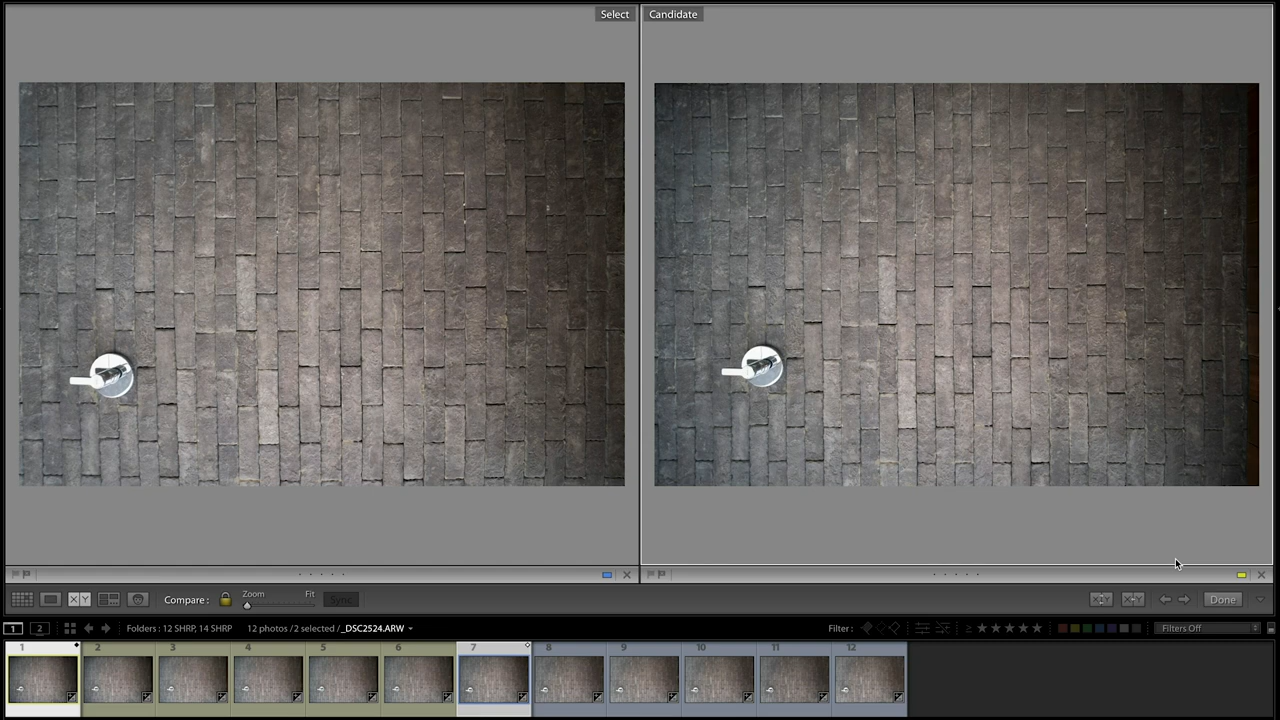 Select
Candidate
X Y
Compare :
Zoom
Fit
Sync
X Y
X Y
Done
1
2
Folders : 12 SHRP, 14 SHRP
12 photos /2 selected /_DSC2524.ARW
Filter :
≥ ★★★★★
Filters Off
1
2
3
4
5
6
7
8
9
10
11
12